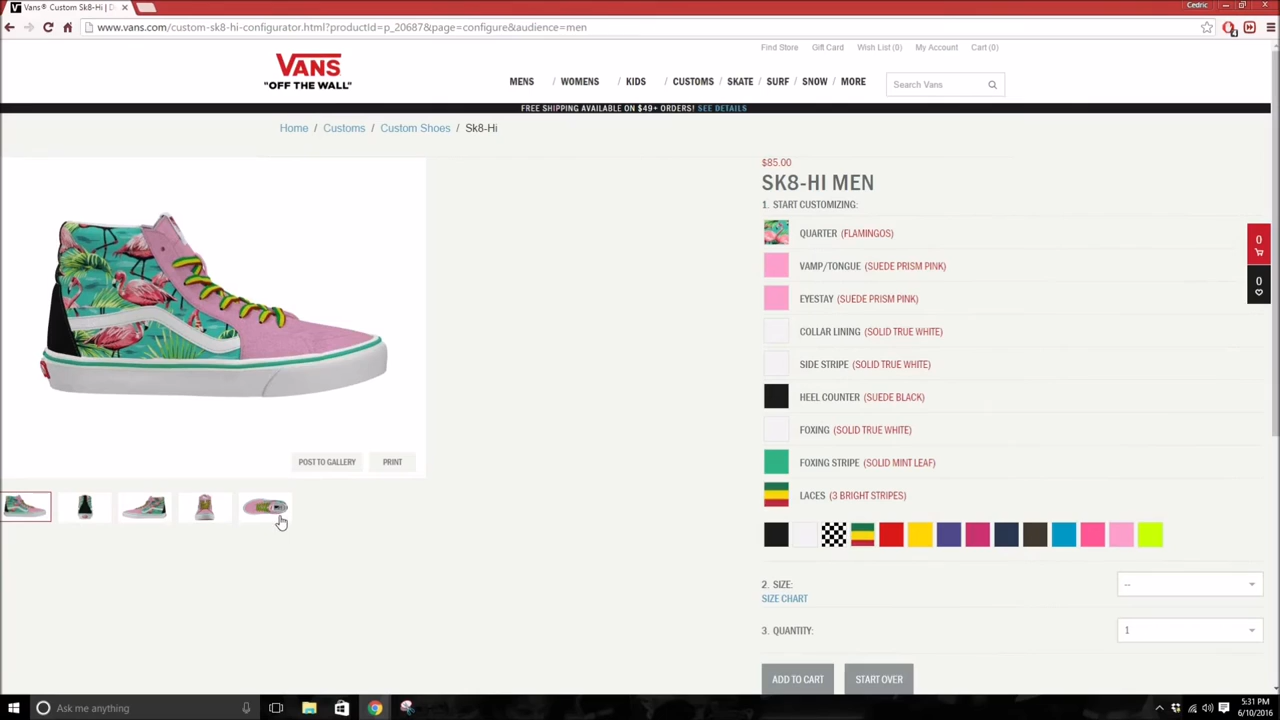 Vans® Custom Sk8-Hi | D
Cedric
www.vans.com/custom-sk8-hi-configurator.html?productId=p_20687&page=configure&audience=men
Find Store Gift Card Wish List (0) My Account Cart (0)
VANS
"OFF THE WALL"
MENS / WOMENS / KIDS / CUSTOMS / SKATE / SURF / SNOW / MORE
Search Vans
FREE SHIPPING AVAILABLE ON $49+ ORDERS! SEE DETAILS
Home / Customs / Custom Shoes / Sk8-Hi
$85.00
SK8-HI MEN
1. START CUSTOMIZING:
QUARTER (FLAMINGOS)
0
VAMP/TONGUE (SUEDE PRISM PINK)
0
EYESTAY (SUEDE PRISM PINK)
COLLAR LINING (SOLID TRUE WHITE)
SIDE STRIPE (SOLID TRUE WHITE)
HEEL COUNTER (SUEDE BLACK)
FOXING (SOLID TRUE WHITE)
FOXING STRIPE (SOLID MINT LEAF)
LACES (3 BRIGHT STRIPES)
POST TO GALLERY PRINT
2. SIZE: --
SIZE CHART
3. QUANTITY: 1
ADD TO CART START OVER
Ask me anything
5:31 PM
6/10/2016